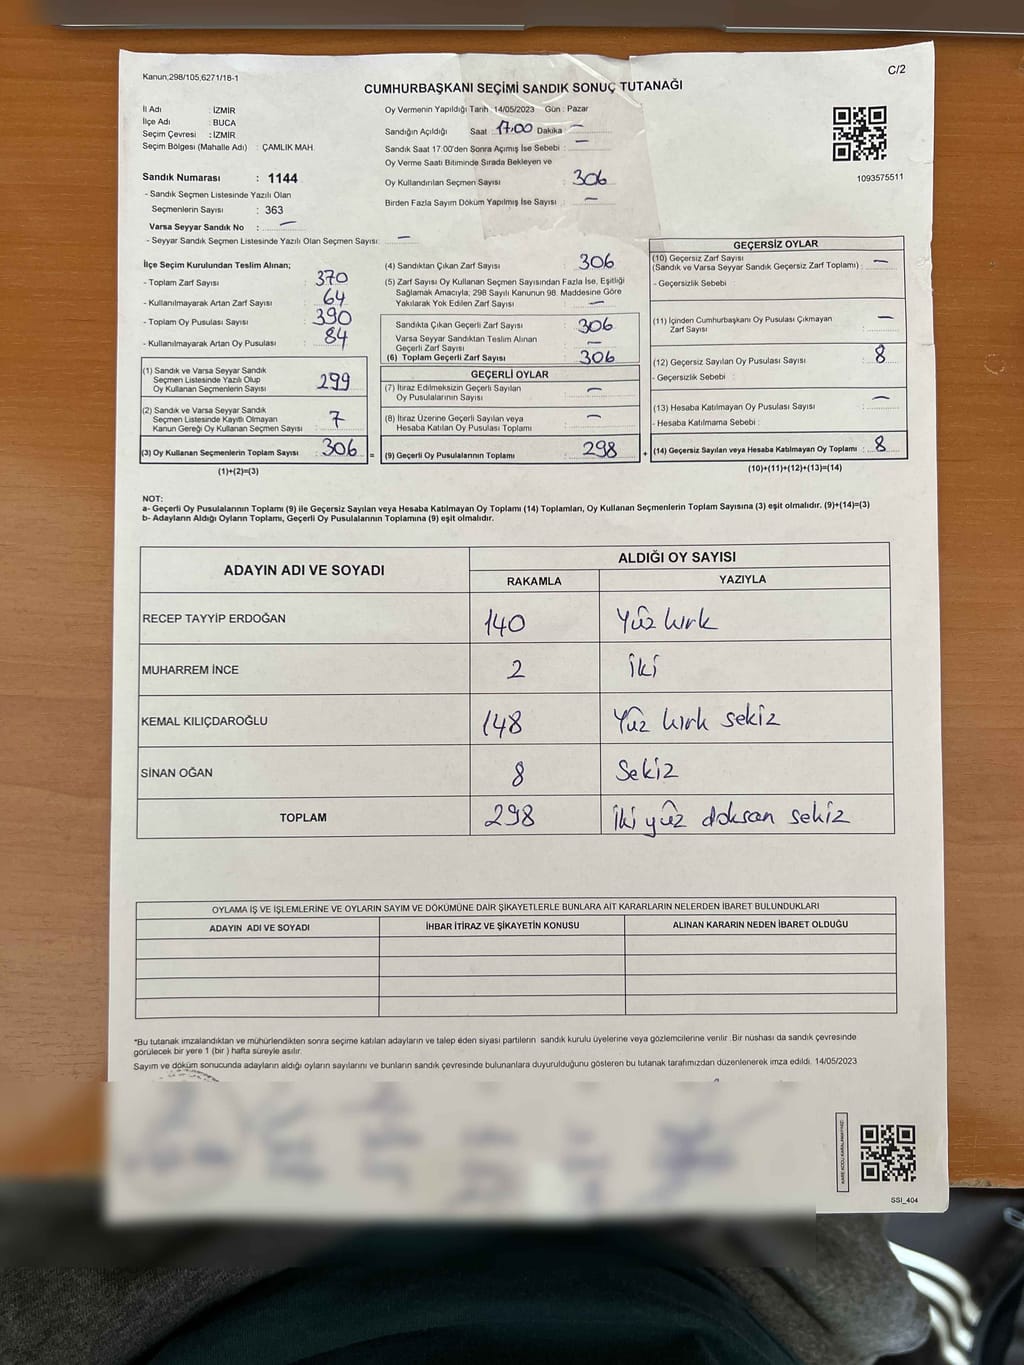 Kanun.298/105,6271/18-1
C/2
CUMHURBAŞKANI SEÇİMİ SANDIK SONUÇ TUTANAĞI
İl Adı : İZMİR
İlçe Adı : BUCA
Seçim Çevresi : İZMİR
Seçim Bölgesi (Mahalle Adı) : ÇAMLIK MAH.
Sandık Numarası : 1144
- Sandık Seçmen Listesinde Yazılı Olan
Seçmenlerin Sayısı : 363
Varsa Seyyar Sandık No : —
- Seyyar Sandık Seçmen Listesinde Yazılı Olan Seçmen Sayısı: —
Oy Vermenin Yapıldığı Tarih : 14/05/2023 Gün : Pazar
Sandığın Açıldığı Saat : 17.00 Dakika —
Sandık Saat 17.00'den Sonra Açımış İse Sebebi : —
Oy Verme Saati Bitiminde Sırada Bekleyen ve
Oy Kullandırılan Seçmen Sayısı : 306
Birden Fazla Sayım Döküm Yapılmış İse Sayısı : —
1093575511
İlçe Seçim Kurulundan Teslim Alınan;
- Toplam Zarf Sayısı : 370
- Kullanılmayarak Artan Zarf Sayısı : 64
- Toplam Oy Pusulası Sayısı : 390
- Kullanılmayarak Artan Oy Pusulası : 84
(1) Sandık ve Varsa Seyyar Sandık
Seçmen Listesinde Yazılı Olup
Oy Kullanan Seçmenlerin Sayısı : 299
(2) Sandık ve Varsa Seyyar Sandık
Seçmen Listesinde Kayıtlı Olmayan
Kanun Gereği Oy Kullanan Seçmen Sayısı : 7
(3) Oy Kullanan Seçmenlerin Toplam Sayısı : 306 =
(1)+(2)=(3)
(4) Sandıktan Çıkan Zarf Sayısı : 306
(5) Zarf Sayısı Oy Kullanan Seçmen Sayısından Fazla İse, Eşitliği
Sağlamak Amacıyla; 298 Sayılı Kanunun 98. Maddesine Göre
Yakılarak Yok Edilen Zarf Sayısı : —
Sandıkta Çıkan Geçerli Zarf Sayısı : 306
Varsa Seyyar Sandıktan Teslim Alınan
Geçerli Zarf Sayısı : —
(6) Toplam Geçerli Zarf Sayısı : 306
GEÇERLİ OYLAR
(7) İtiraz Edilmeksizin Geçerli Sayılan
Oy Pusulalarının Sayısı : —
(8) İtiraz Üzerine Geçerli Sayılan veya
Hesaba Katılan Oy Pusulası Toplamı : —
(9) Geçerli Oy Pusulalarının Toplamı : 298 +
GEÇERSİZ OYLAR
(10) Geçersiz Zarf Sayısı
(Sandık ve Varsa Seyyar Sandık Geçersiz Zarf Toplamı) : —
- Geçersizlik Sebebi :
(11) İçinden Cumhurbaşkanı Oy Pusulası Çıkmayan
Zarf Sayısı : —
(12) Geçersiz Sayılan Oy Pusulası Sayısı : 8
- Geçersizlik Sebebi :
(13) Hesaba Katılmayan Oy Pusulası Sayısı : —
- Hesaba Katılmama Sebebi :
(14) Geçersiz Sayılan veya Hesaba Katılmayan Oy Toplamı : 8
(10)+(11)+(12)+(13)=(14)
NOT:
a- Geçerli Oy Pusulalarının Toplamı (9) ile Geçersiz Sayılan veya Hesaba Katılmayan Oy Toplamı (14) Toplamları, Oy Kullanan Seçmenlerin Toplam Sayısına (3) eşit olmalıdır. (9)+(14)=(3)
b- Adayların Aldığı Oyların Toplamı, Geçerli Oy Pusulalarının Toplamına (9) eşit olmalıdır.
ADAYIN ADI VE SOYADI ALDIĞI OY SAYISI
RAKAMLA YAZIYLA
RECEP TAYYİP ERDOĞAN 140 Yüz kırk
MUHARREM İNCE 2 iki
KEMAL KILIÇDAROĞLU 148 Yüz kırk sekiz
SİNAN OĞAN 8 Sekiz
TOPLAM 298 iki yüz doksan sekiz
OYLAMA İŞ VE İŞLEMLERİNE VE OYLARIN SAYIM VE DÖKÜMÜNE DAİR ŞİKAYETLERLE BUNLARA AİT KARARLARIN NELERDEN İBARET BULUNDUKLARI
ADAYIN ADI VE SOYADI İHBAR İTİRAZ VE ŞİKAYETİN KONUSU ALINAN KARARIN NEDEN İBARET OLDUĞU
*Bu tutanak imzalandıktan ve mühürlendikten sonra seçime katılan adayların ve talep eden siyasi partilerin sandık kurulu üyelerine veya gözlemcilerine verilir. Bir nüshası da sandık çevresinde
görülecek bir yere 1 (bir ) hafta süreyle asılır.
Sayım ve döküm sonucunda adayların aldığı oyların sayılarını ve bunların sandık çevresinde bulunanlara duyurulduğunu gösteren bu tutanak tarafımızdan düzenlenerek imza edildi. 14/05/2023
SSI_404